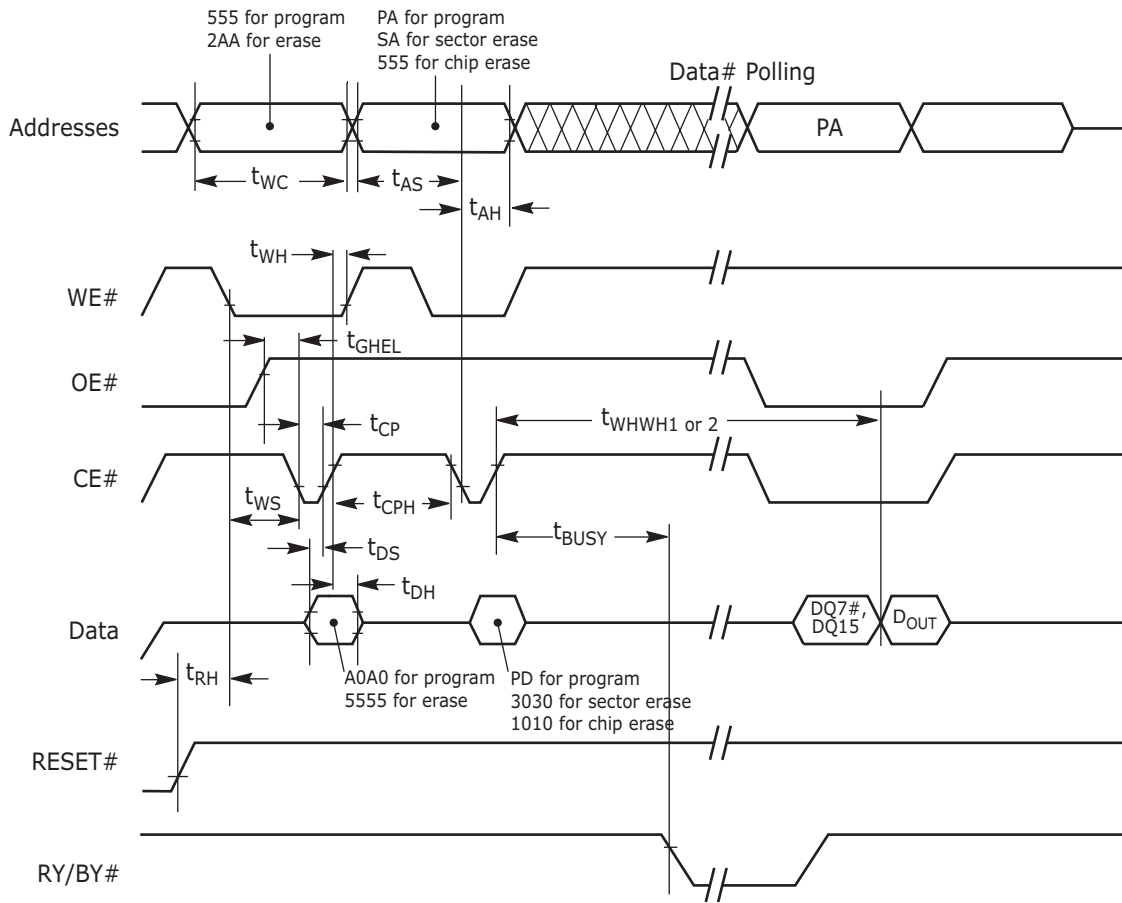 555 for program
2AA for erase
PA for program
SA for sector erase
555 for chip erase
Data# Polling
Addresses
PA
tWC
tAS
tAH
tWH
WE#
tGHEL
OE#
tWHWH1 or 2
tCP
CE#
tWS
tCPH
tBUSY
tDS
tDH
Data
DQ7#,
DQ15
DOUT
tRH
A0A0 for program
5555 for erase
PD for program
3030 for sector erase
1010 for chip erase
RESET#
RY/BY#